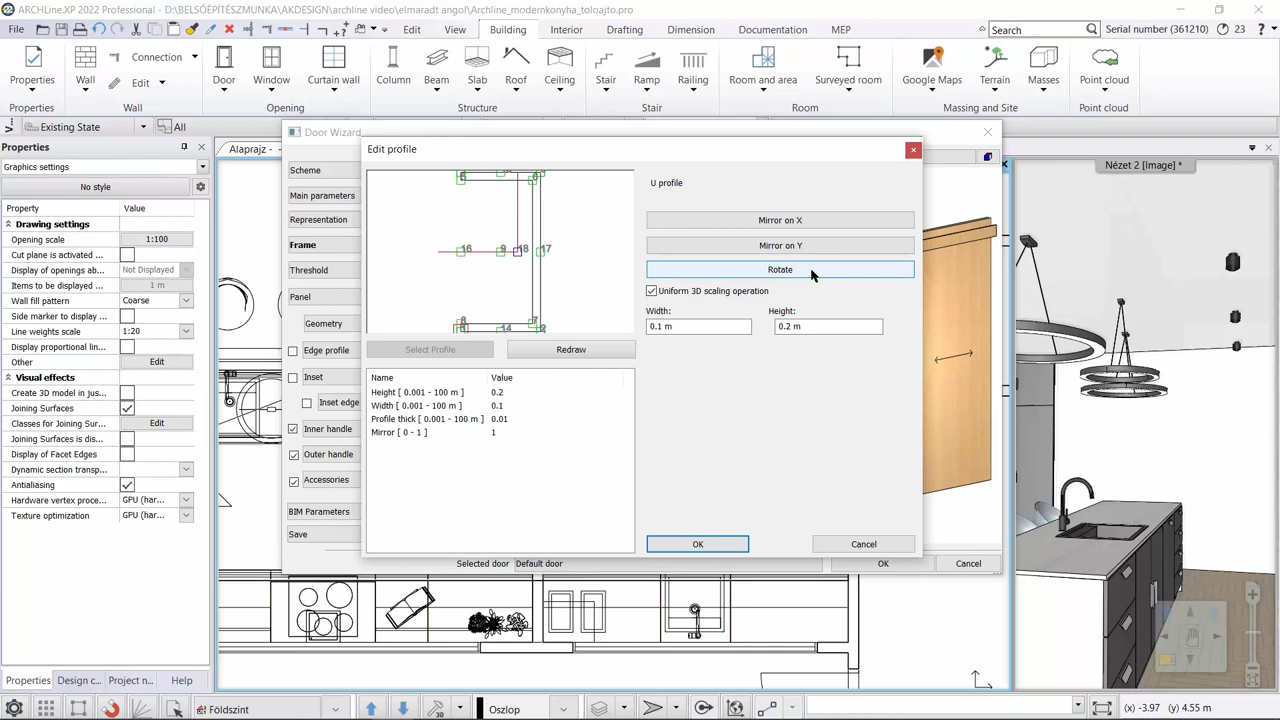 ARCHLine.XP 2022 Professional - [D:\BELSŐÉPÍTÉSZMUNKA\AKDESIGN\archline video\elmaradt angol\Archline_modernkonyha_toloajto.pro]
File Edit View Building Interior Drafting Dimension Documentation MEP Search Serial number (361210) 23
Properties Wall Connection Edit Door Window Curtain wall Column Beam Slab Roof Ceiling Stair Ramp Railing Room and area Surveyed room Google Maps Terrain Masses Point cloud
Properties Wall Opening Structure Stair Room Massing and Site Point cloud
Existing State All
Properties
Graphics settings
No style
Property Value
Drawing settings
Opening scale 1:100
Cut plane is activated ...
Display of openings ab... Not Displayed
Items to be displayed ... 1 m
Wall fill pattern Coarse
Side marker to display ...
Line weights scale 1:20
Display proportional lin...
Other Edit
Visual effects
Create 3D model in jus...
Joining Surfaces
Classes for Joining Sur... Edit
Joining Surfaces is dis...
Display of Facet Edges
Dynamic section transp...
Antialiasing
Hardware vertex proce... GPU (har...
Texture optimization GPU (har...
Properties Design c... Project n... Help
Alaprajz -
Nézet 2 [Image] *
Door Wizard
Scheme
Main parameters
Representation
Frame
Threshold
Panel
Geometry
Edge profile
Inset
Inset edge
Inner handle
Outer handle
Accessories
BIM Parameters
Save
Selected door Default door OK Cancel
Edit profile
16 9 18 17
8 7
14 2
Select Profile Redraw
Name Value
Height [ 0.001 - 100 m ] 0.2
Width [ 0.001 - 100 m ] 0.1
Profile thick [ 0.001 - 100 m ] 0.01
Mirror [ 0 - 1 ] 1
U profile
Mirror on X
Mirror on Y
Rotate
Uniform 3D scaling operation
Width: Height:
0.1 m 0.2 m
OK Cancel
Földszint Oszlop x: -3.97 y: 4.55 m